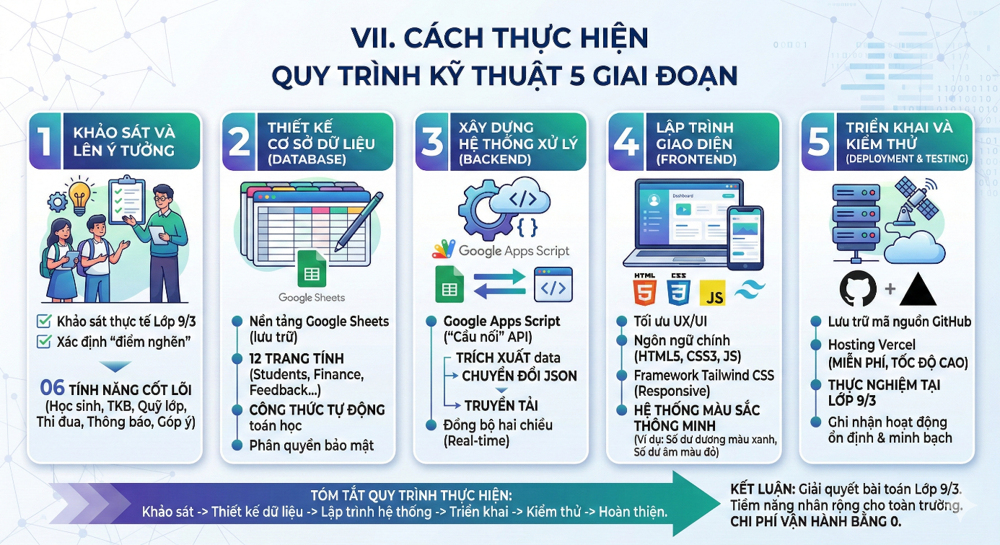 VII. CÁCH THỰC HIỆN
QUY TRÌNH KỸ THUẬT 5 GIAI ĐOẠN
1
KHẢO SÁT VÀ
LÊN Ý TƯỞNG
Khảo sát thực tế Lớp 9/3
Xác định “điểm nghẽn”
06 TÍNH NĂNG CỐT LÕI
(Học sinh, TKB, Quỹ lớp,
Thi đua, Thông báo, Góp ý)
2
THIẾT KẾ
CƠ SỞ DỮ LIỆU
(DATABASE)
Google Sheets
Nền tảng Google Sheets
(lưu trữ)
12 TRANG TÍNH
(Students, Finance,
Feedback...)
CÔNG THỨC TỰ ĐỘNG
toán học
Phân quyền bảo mật
3
XÂY DỰNG
HỆ THỐNG XỬ LÝ
(BACKEND)
</>
{}
Google Apps Script
</>
Google Apps Script
(“Cầu nối” API)
TRÍCH XUẤT data
CHUYỂN ĐỔI JSON
TRUYỀN TẢI
Đồng bộ hai chiều
(Real-time)
4
LẬP TRÌNH
GIAO DIỆN
(FRONTEND)
Dashboard
HTML
5
CSS
3
JS
Tối ưu UX/UI
Ngôn ngữ chính
(HTML5, CSS3, JS)
Framework Tailwind CSS
(Responsive)
HỆ THỐNG MÀU SẮC
THÔNG MINH
(Ví dụ: Số dư dương màu xanh,
Số dư âm màu đỏ)
5
TRIỂN KHAI VÀ
KIỂM THỬ
(DEPLOYMENT & TESTING)
+
Lưu trữ mã nguồn GitHub
Hosting Vercel
(MIỄN PHÍ, TỐC ĐỘ CAO)
THỰC NGHIỆM TẠI
LỚP 9/3
Ghi nhận hoạt động
ổn định & minh bạch
TÓM TẮT QUY TRÌNH THỰC HIỆN:
Khảo sát -> Thiết kế dữ liệu -> Lập trình hệ thống -> Triển khai -> Kiểm thử -> Hoàn thiện.
KẾT LUẬN: Giải quyết bài toán Lớp 9/3.
Tiềm năng nhân rộng cho toàn trường.
CHI PHÍ VẬN HÀNH BẰNG 0.